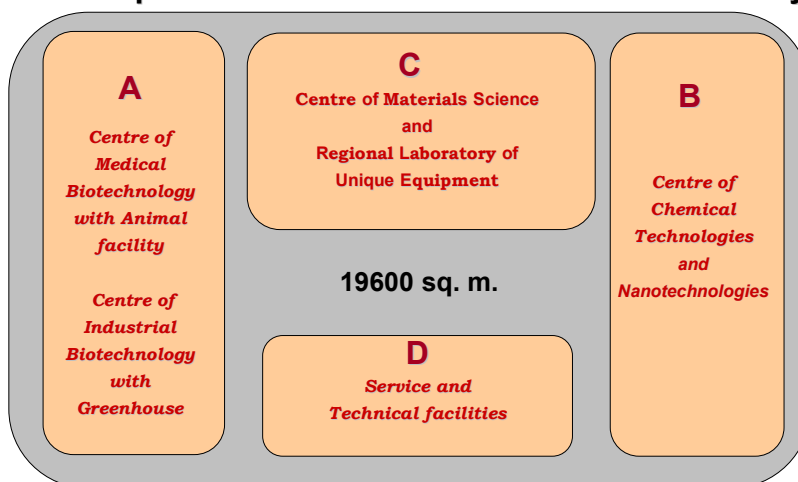 A
Centre of
Medical
Biotechnology
with Animal
facility
Centre of
Industrial
Biotechnology
with
Greenhouse
C
Centre of Materials Science
and
Regional Laboratory of
Unique Equipment
B
Centre of
Chemical
Technologies
and
Nanotechnologies
19600 sq. m.
D
Service and
Technical facilities